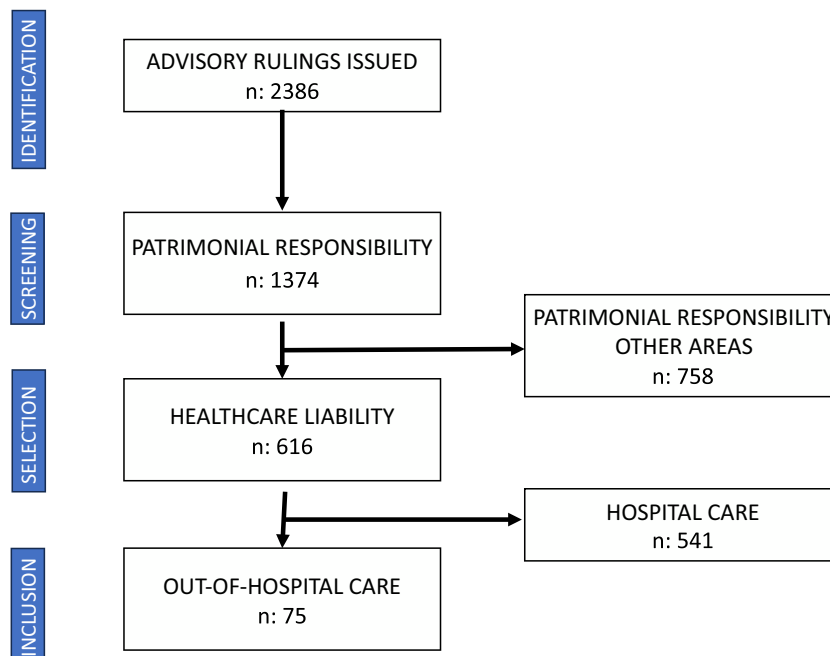 IDENTIFICATION
ADVISORY RULINGS ISSUED
n: 2386
SCREENING
PATRIMONIAL RESPONSIBILITY
n: 1374
PATRIMONIAL RESPONSIBILITY
OTHER AREAS
n: 758
SELECTION
HEALTHCARE LIABILITY
n: 616
HOSPITAL CARE
n: 541
INCLUSION
OUT-OF-HOSPITAL CARE
n: 75